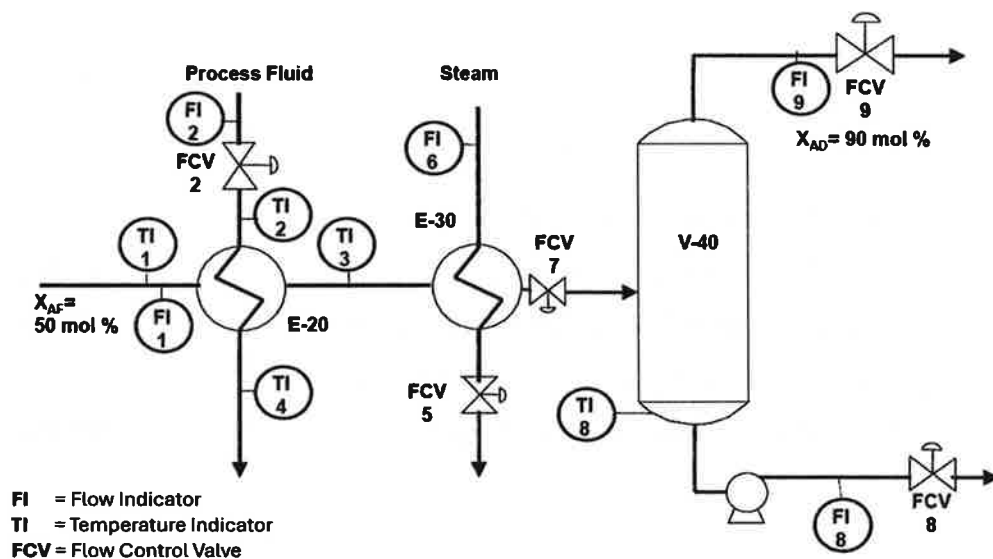 Process Fluid
Steam
FI
2
FCV
2
TI
2
TI
1
X_AF=
50 mol %
FI
1
E-20
TI
4
TI
3
FI
6
E-30
FCV
5
FCV
7
V-40
TI
8
FI
9
FCV
9
X_AD= 90 mol %
FI
8
FCV
8
FI = Flow Indicator
TI = Temperature Indicator
FCV = Flow Control Valve